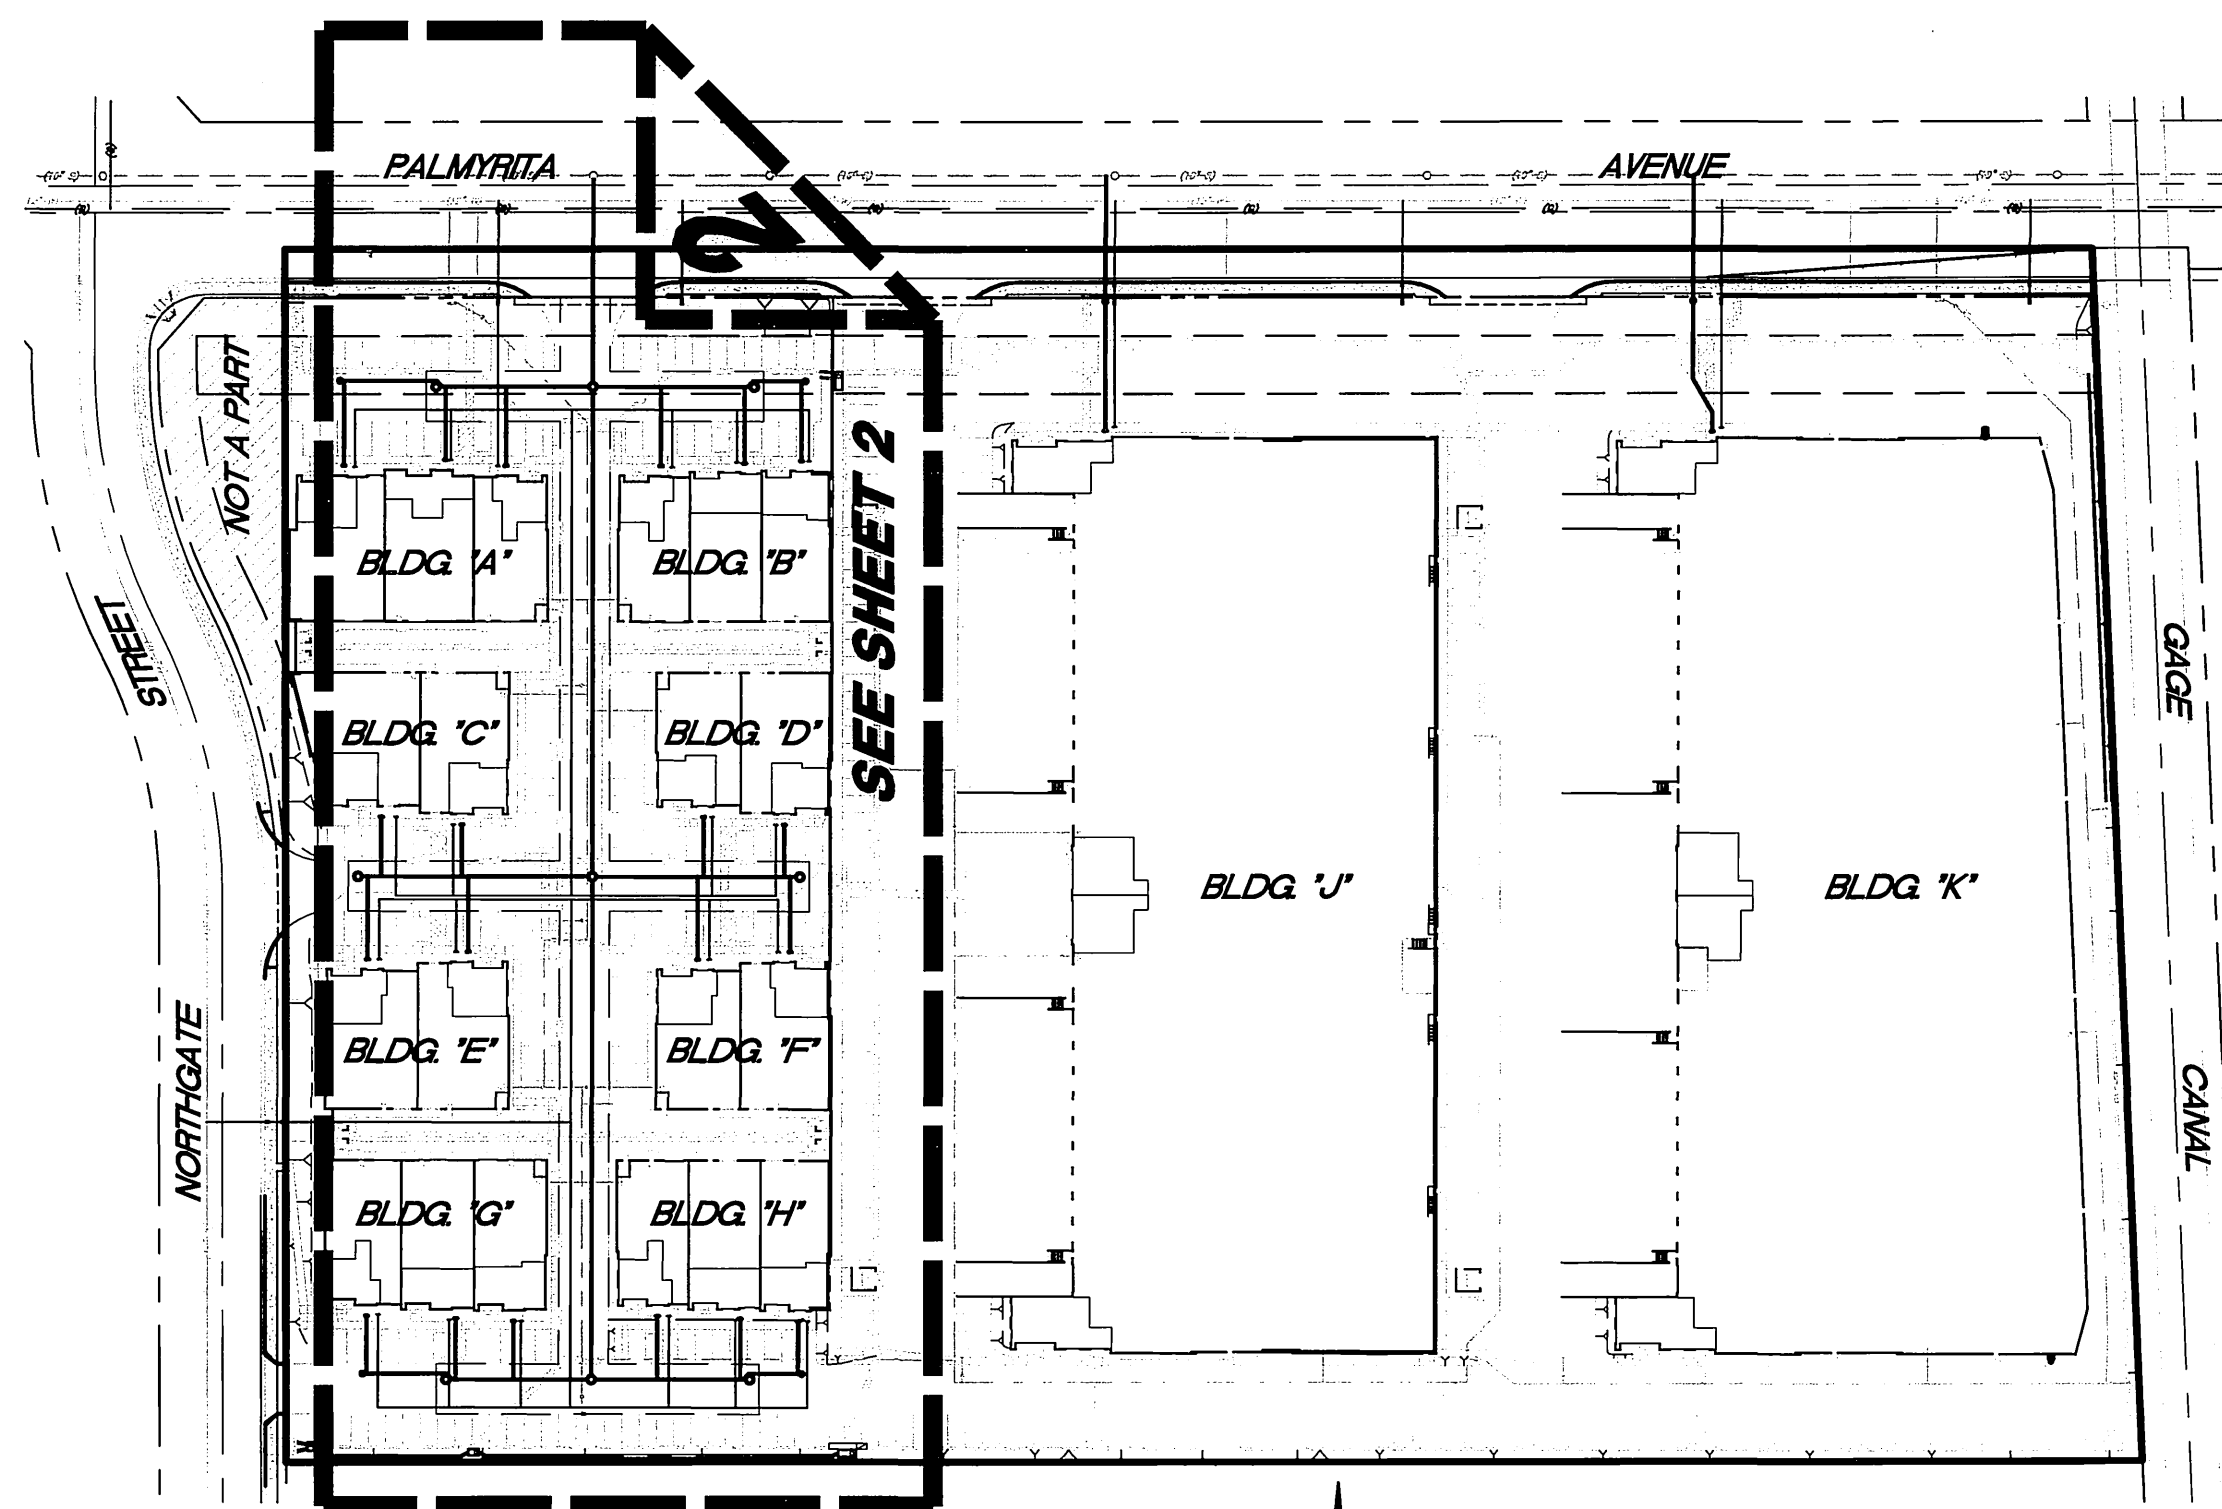 PALMYRITA
AVENUE
2
NOT A PART
SEE SHEET 2
BLDG. "A"
BLDG. "B"
STREET
GAGE
BLDG. "C"
BLDG. "D"
BLDG. "J"
BLDG. "K"
NORTHGATE
BLDG. "E"
BLDG. "F"
CANAL
BLDG. "G"
BLDG. "H"